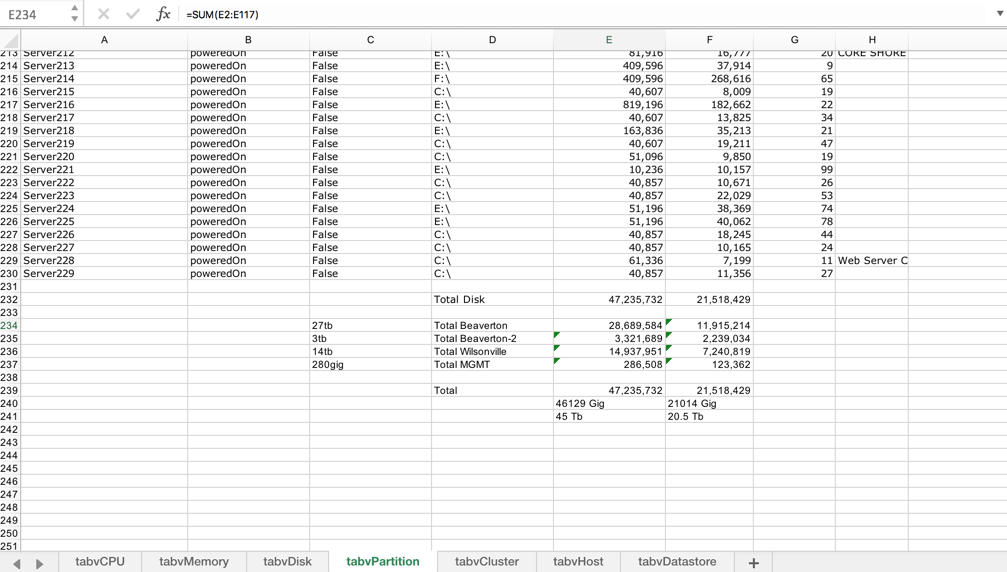 E234 fx =SUM(E2:E117)
A B C D E F G H
213 Server212 poweredOn False E:\ 81,916 16,777 20 CORE SHORE
214 Server213 poweredOn False E:\ 409,596 37,914 9
215 Server214 poweredOn False F:\ 409,596 268,616 65
216 Server215 poweredOn False C:\ 40,607 8,009 19
217 Server216 poweredOn False E:\ 819,196 182,662 22
218 Server217 poweredOn False C:\ 40,607 13,825 34
219 Server218 poweredOn False E:\ 163,836 35,213 21
220 Server219 poweredOn False C:\ 40,607 19,211 47
221 Server220 poweredOn False C:\ 51,096 9,850 19
222 Server221 poweredOn False E:\ 10,236 10,157 99
223 Server222 poweredOn False C:\ 40,857 10,671 26
224 Server223 poweredOn False C:\ 40,857 22,029 53
225 Server224 poweredOn False E:\ 51,196 38,369 74
226 Server225 poweredOn False E:\ 51,196 40,062 78
227 Server226 poweredOn False C:\ 40,857 18,245 44
228 Server227 poweredOn False C:\ 40,857 10,165 24
229 Server228 poweredOn False C:\ 61,336 7,199 11 Web Server C
230 Server229 poweredOn False C:\ 40,857 11,356 27
231
232 Total Disk 47,235,732 21,518,429
233
234 27tb Total Beaverton 28,689,584 11,915,214
235 3tb Total Beaverton-2 3,321,689 2,239,034
236 14tb Total Wilsonville 14,937,951 7,240,819
237 280gig Total MGMT 286,508 123,362
238
239 Total 47,235,732 21,518,429
240 46129 Gig 21014 Gig
241 45 Tb 20.5 Tb
242
243
244
245
246
247
248
249
250
251
tabvCPU tabvMemory tabvDisk tabvPartition tabvCluster tabvHost tabvDatastore +